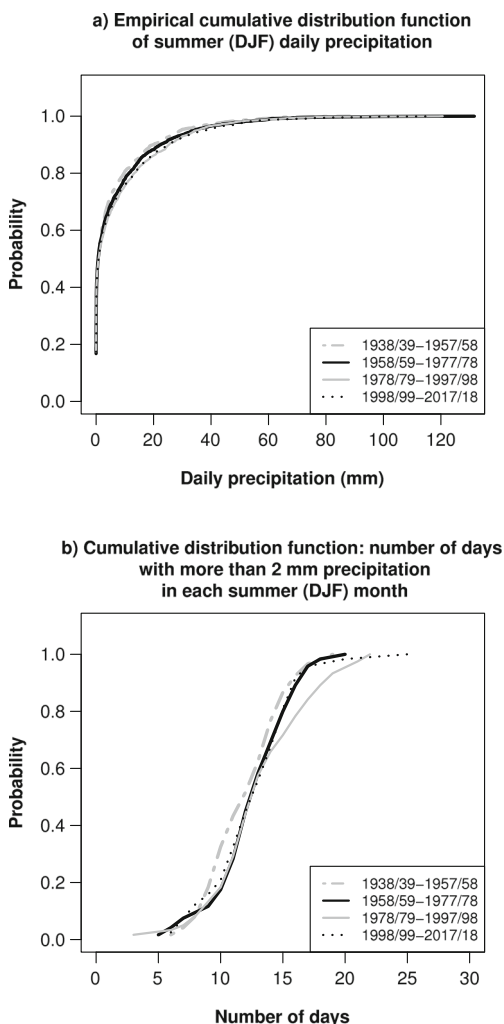 a) Empirical cumulative distribution function
of summer (DJF) daily precipitation
Probability
1.0
0.8
0.6
0.4
0.2
0.0
1938/39−1957/58
1958/59−1977/78
1978/79−1997/98
1998/99−2017/18
0 20 40 60 80 100 120
Daily precipitation (mm)
b) Cumulative distribution function: number of days
with more than 2 mm precipitation
in each summer (DJF) month
Probability
1.0
0.8
0.6
0.4
0.2
0.0
1938/39−1957/58
1958/59−1977/78
1978/79−1997/98
1998/99−2017/18
0 5 10 15 20 25 30
Number of days